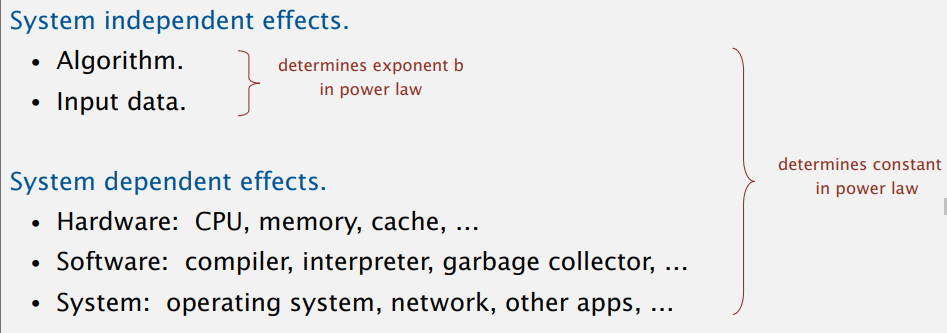 System independent effects.
• Algorithm.
• Input data.
determines exponent b
in power law
System dependent effects.
• Hardware: CPU, memory, cache, …
• Software: compiler, interpreter, garbage collector, …
• System: operating system, network, other apps, …
determines constant
in power law